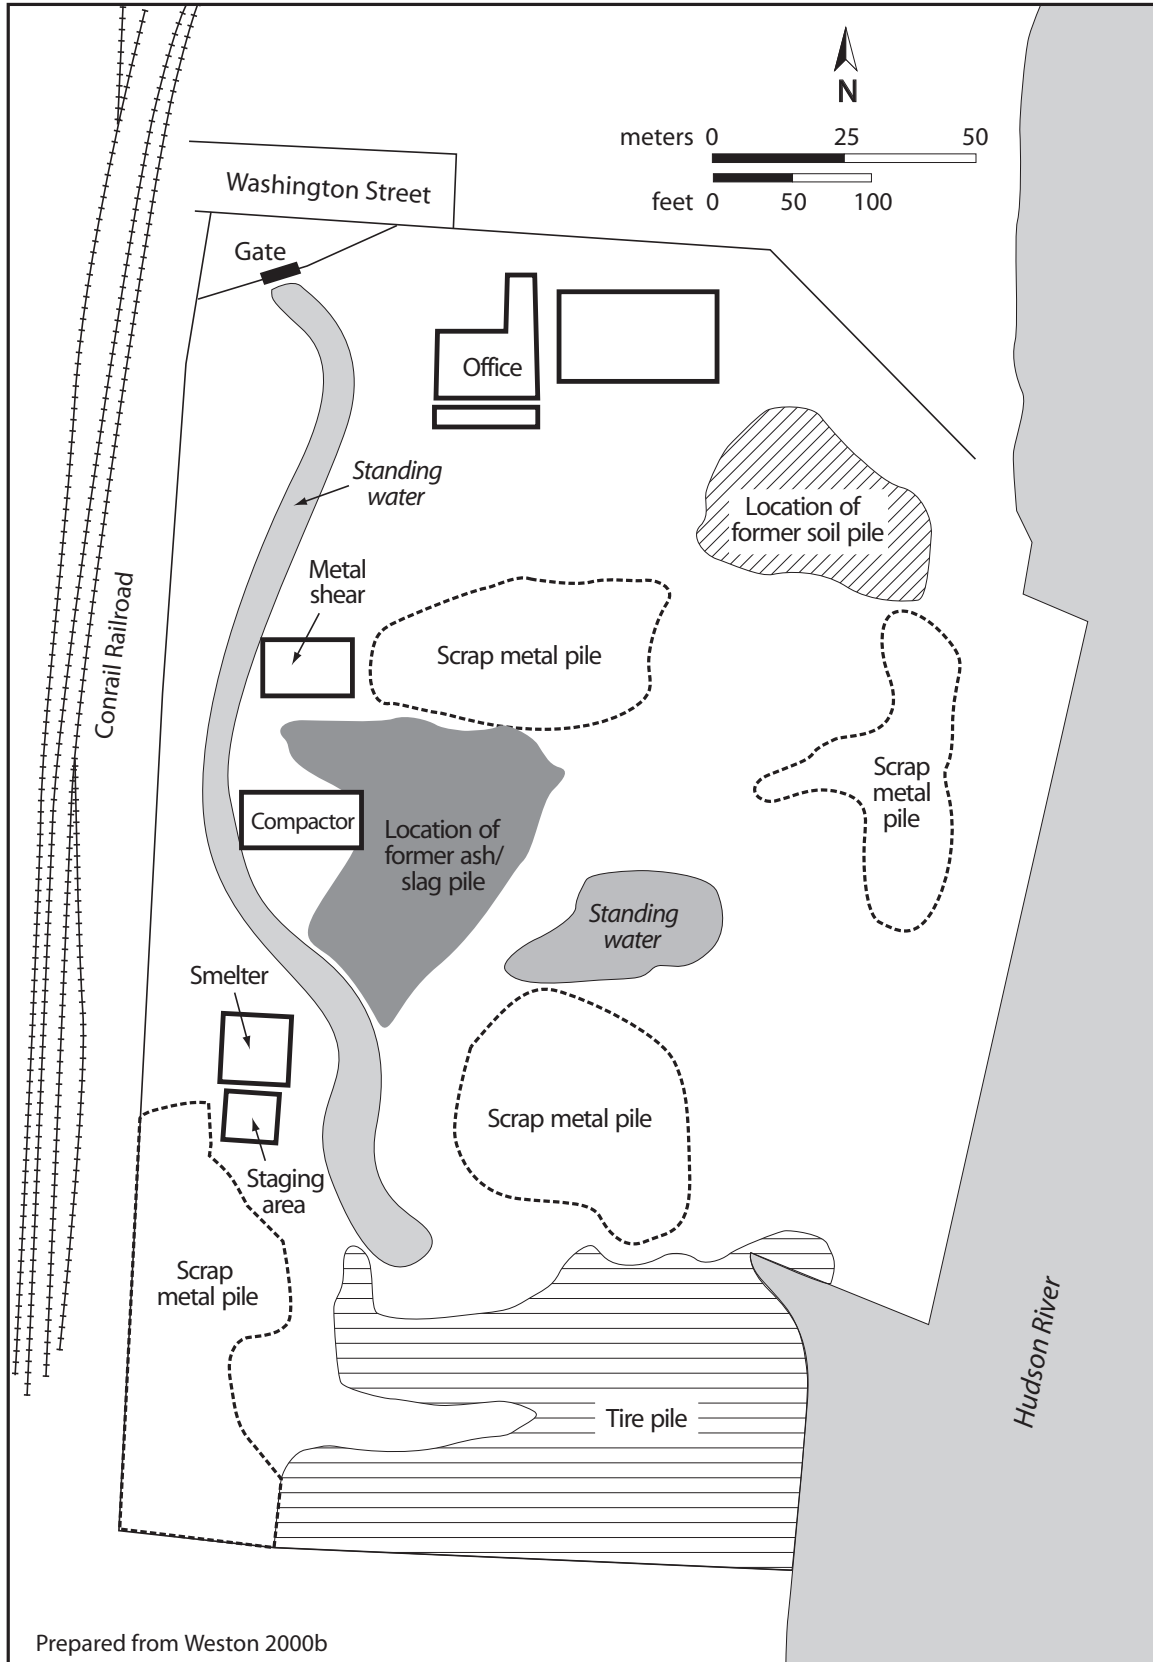 N
meters 0 25 50
feet 0 50 100
Washington Street
Gate
Office
Standing
water
Location of
former soil pile
Metal
shear
Scrap metal pile
Conrail Railroad
Scrap
metal
pile
Compactor
Location of
former ash/
slag pile
Standing
water
Smelter
Scrap metal pile
Staging
area
Scrap
metal pile
Hudson River
Tire pile
Prepared from Weston 2000b